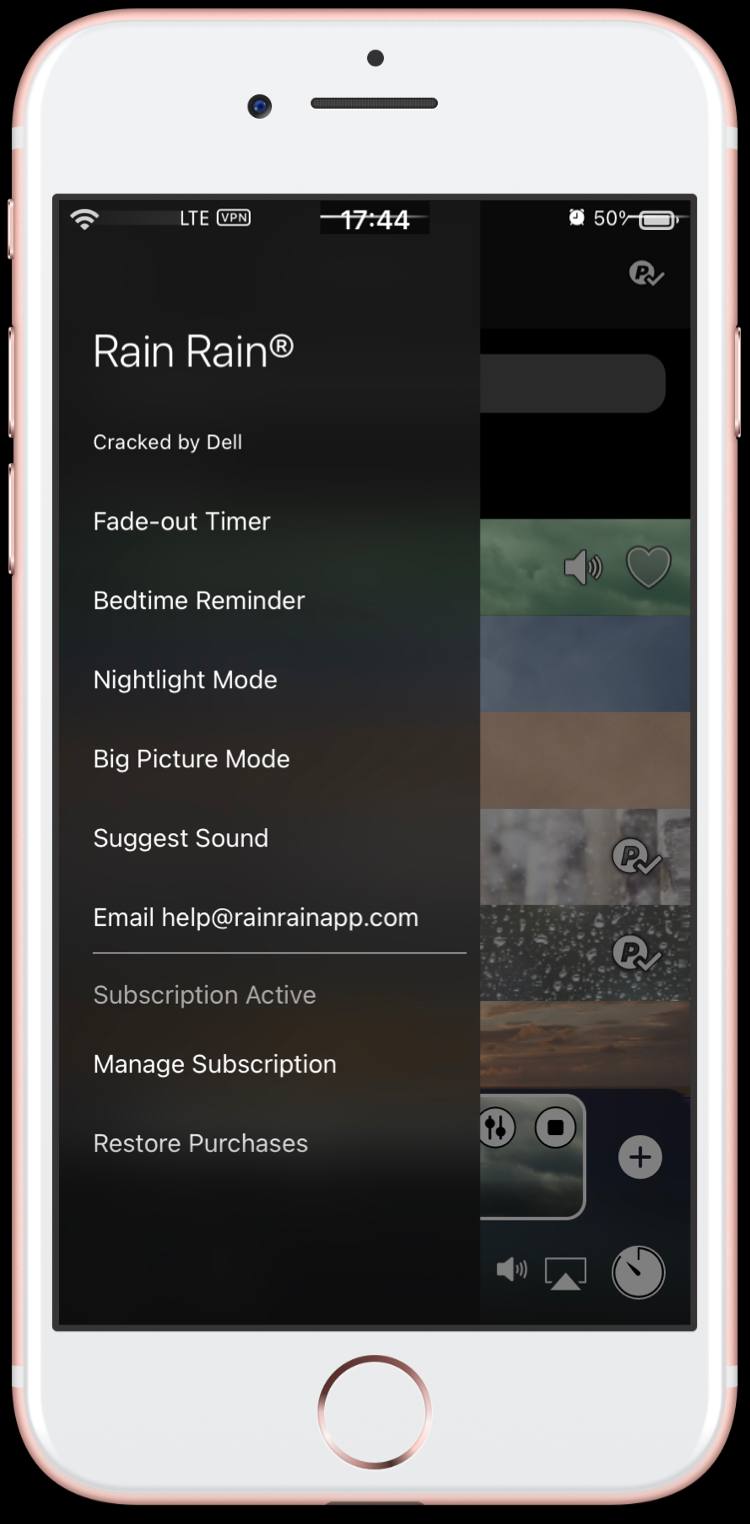 LTE VPN 17:44 50%
Rain Rain®
Cracked by Dell
Fade-out Timer
Bedtime Reminder
Nightlight Mode
Big Picture Mode
Suggest Sound
Email help@rainrainapp.com
Subscription Active
Manage Subscription
Restore Purchases